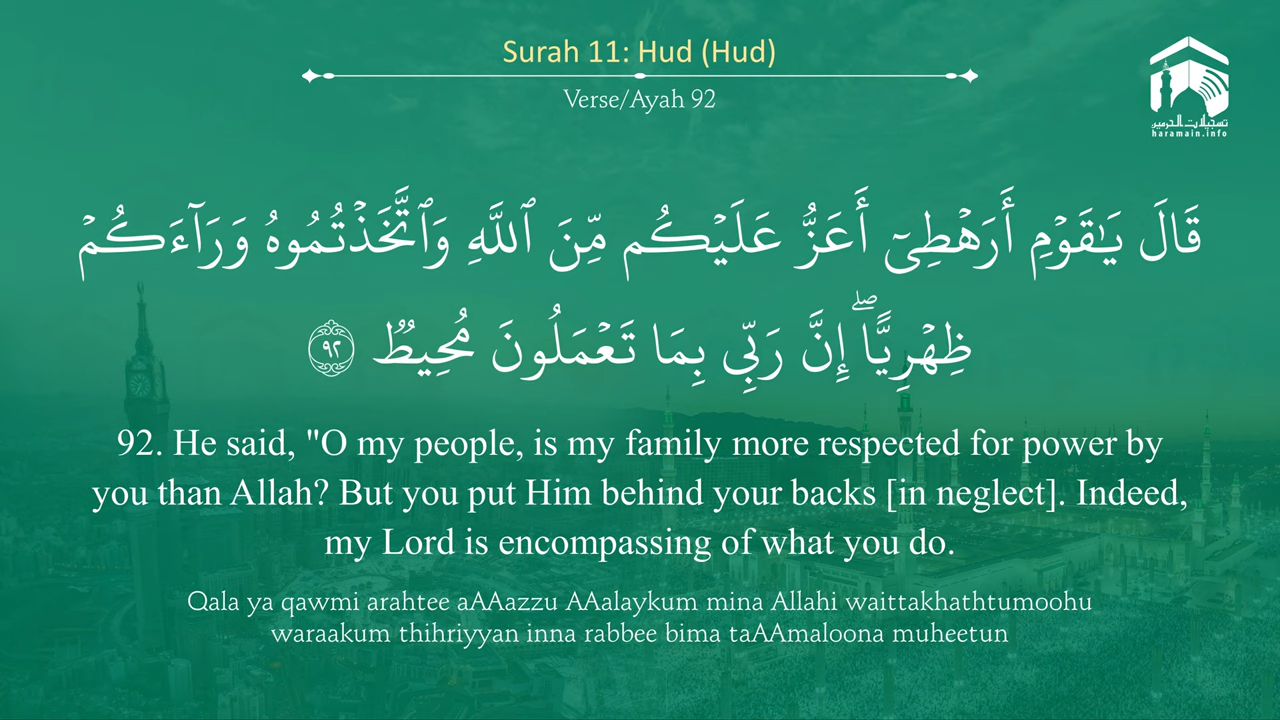 Surah 11: Hud (Hud)
Verse/Ayah 92
تسجيلات الحرمين
haramain.info
قَالَ يَـٰقَوْمِ أَرَهْطِىٓ أَعَزُّ عَلَيْكُم مِّنَ ٱللَّهِ وَٱتَّخَذْتُمُوهُ وَرَآءَكُمْ
ظِهْرِيًّا ۖ إِنَّ رَبِّى بِمَا تَعْمَلُونَ مُحِيطٌ ٩٢
92. He said, "O my people, is my family more respected for power by
you than Allah? But you put Him behind your backs [in neglect]. Indeed,
my Lord is encompassing of what you do.
Qala ya qawmi arahtee aAAazzu AAalaykum mina Allahi waittakhathtumoohu
waraakum thihriyyan inna rabbee bima taAAmaloona muheetun